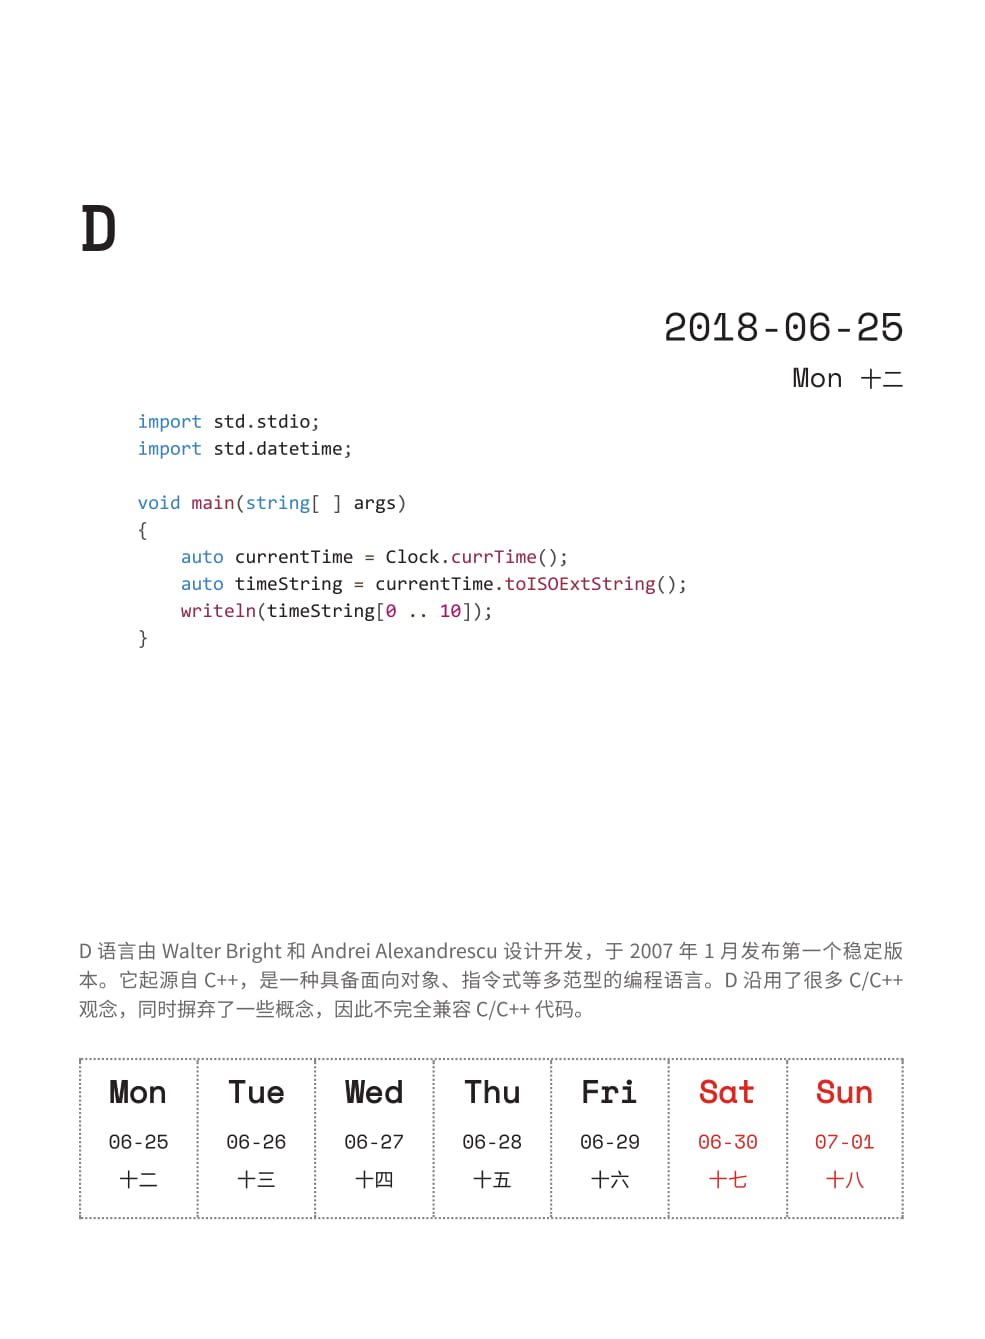 D
2018-06-25
Mon 十二
import std.stdio;
import std.datetime;
void main(string[ ] args)
{
    auto currentTime = Clock.currTime();
    auto timeString = currentTime.toISOExtString();
    writeln(timeString[0 .. 10]);
}
D 语言由 Walter Bright 和 Andrei Alexandrescu 设计开发，于 2007 年 1 月发布第一个稳定版
本。它起源自 C++，是一种具备面向对象、指令式等多范型的编程语言。D 沿用了很多 C/C++
观念，同时摒弃了一些概念，因此不完全兼容 C/C++ 代码。
Mon Tue Wed Thu Fri Sat Sun
06-25 06-26 06-27 06-28 06-29 06-30 07-01
十二 十三 十四 十五 十六 十七 十八